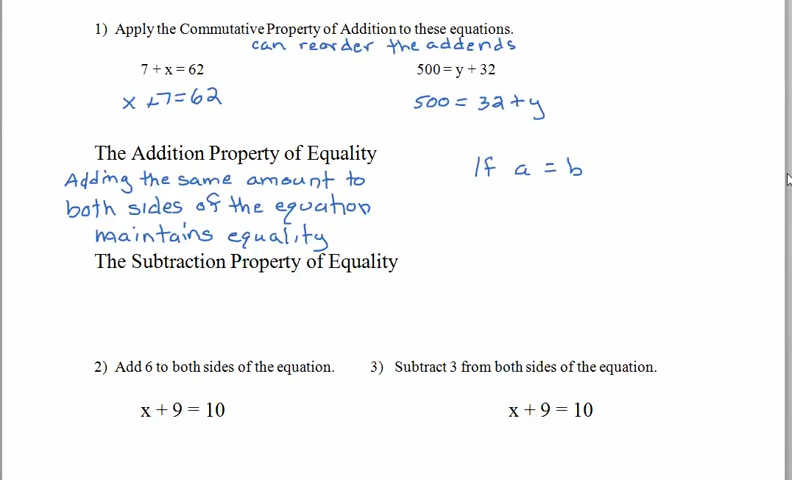 1) Apply the Commutative Property of Addition to these equations.
can reorder the addends
7 + x = 62 500 = y + 32
x +7=62 500 = 32+y
The Addition Property of Equality
If a = b
Adding the same amount to
both sides of the equation
maintains equality
The Subtraction Property of Equality
2) Add 6 to both sides of the equation. 3) Subtract 3 from both sides of the equation.
x + 9 = 10 x + 9 = 10